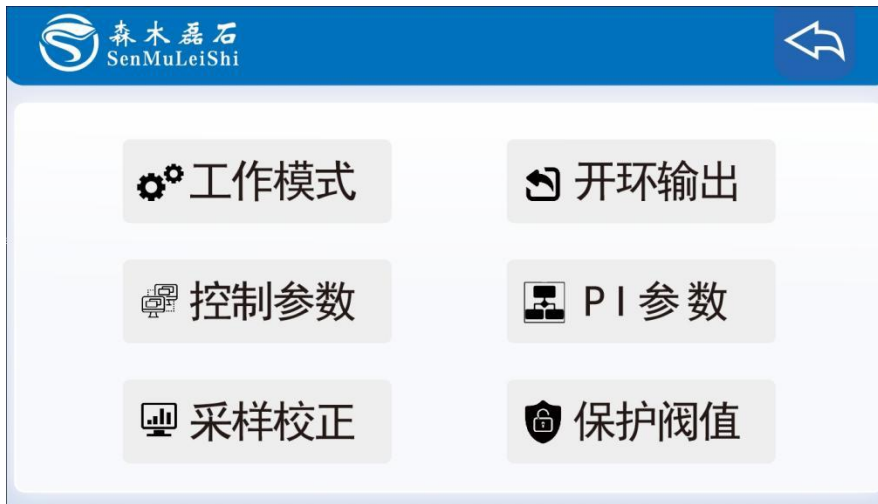 森木磊石
SenMuLeiShi
工作模式
开环输出
控制参数
PI参数
采样校正
保护阀值